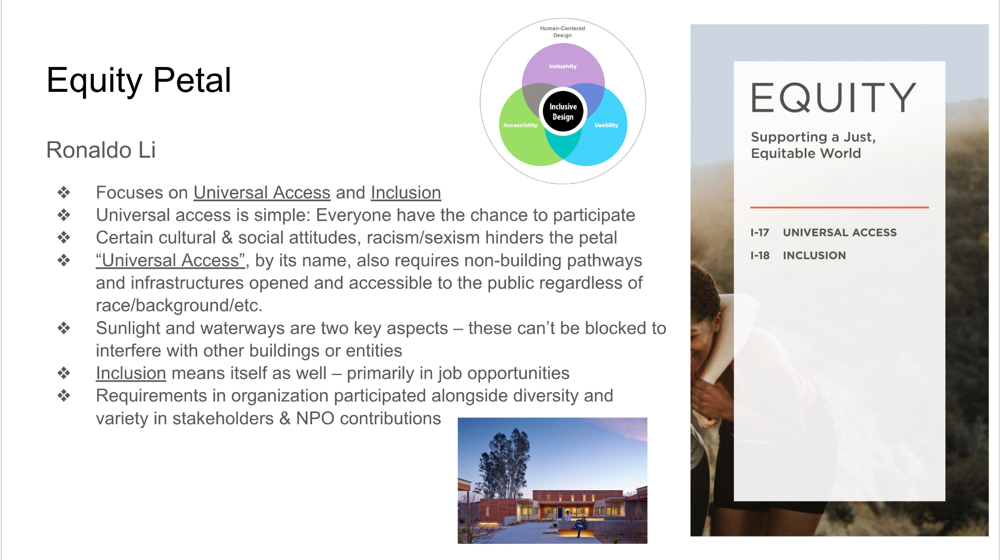 Equity Petal
Ronaldo Li
❖ Focuses on Universal Access and Inclusion
❖ Universal access is simple: Everyone have the chance to participate
❖ Certain cultural & social attitudes, racism/sexism hinders the petal
❖ “Universal Access”, by its name, also requires non-building pathways
and infrastructures opened and accessible to the public regardless of
race/background/etc.
❖ Sunlight and waterways are two key aspects – these can’t be blocked to
interfere with other buildings or entities
❖ Inclusion means itself as well – primarily in job opportunities
❖ Requirements in organization participated alongside diversity and
variety in stakeholders & NPO contributions
Human-Centered
Design
Inclusivity
Inclusive
Design
Accessibility
Usability
EQUITY
Supporting a Just,
Equitable World
I-17 UNIVERSAL ACCESS
I-18 INCLUSION